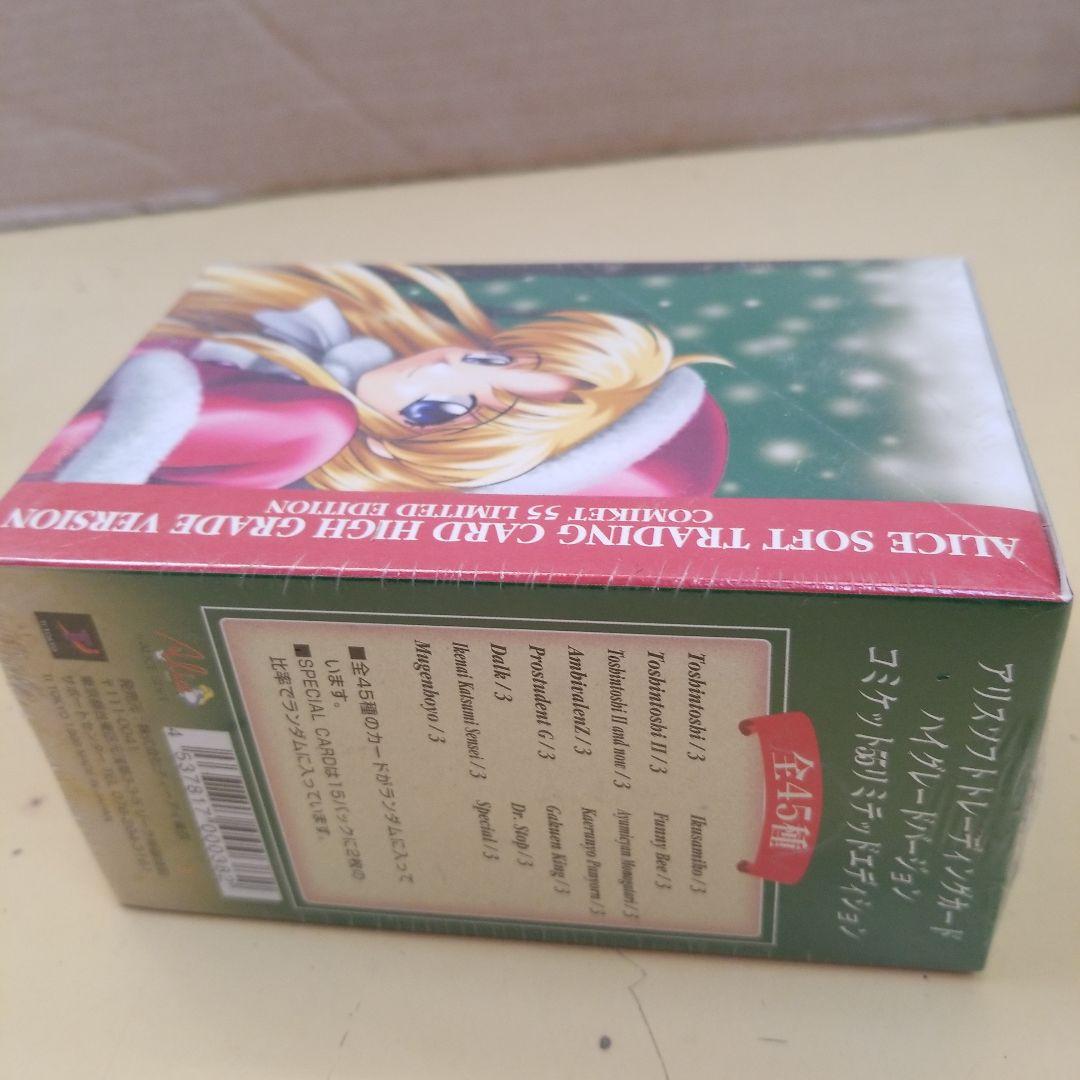 ALICE SOFT TRADING CARD HIGH GRADE VERSION
COMIKET 55 LIMITED EDITION
アリスソフトトレーディングカード
ハイグレードバージョン
コミケット55リミテッドエディション
全45種
Toshintoshi / 3
Toshintoshi II / 3
Toshintoshi II and now / 3
AmbivalenZ / 3
Prostudent G / 3
Dalk / 3
Ikenai Katsumi Sensei / 3
Mugenboyo / 3
Ikusamiko / 3
Funny Bee / 3
Ayumicyan Monogatari / 3
Kaerunyo Panyorn / 3
Gakuen King / 3
Dr. Stop / 3
Special / 3
■全45種のカードがランダムに入って
います。
■SPECIAL CARDは15パックに2枚の
比率でランダムに入っています。